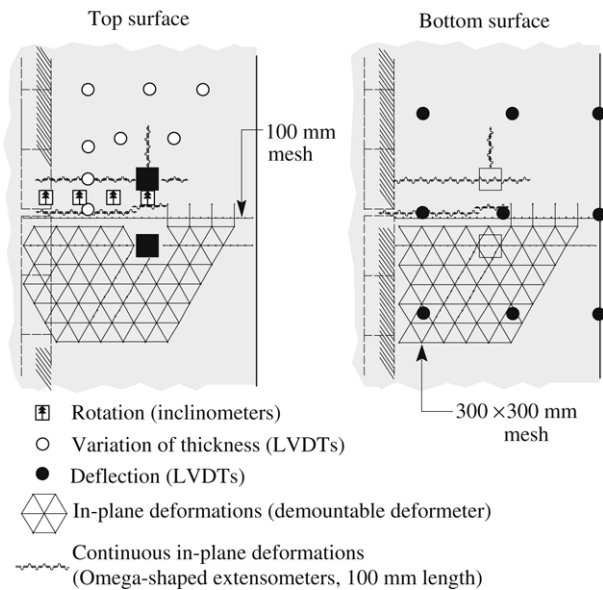 Top surface
Bottom surface
100 mm
mesh
300 ×300 mm
mesh
Rotation (inclinometers)
Variation of thickness (LVDTs)
Deflection (LVDTs)
In-plane deformations (demountable deformeter)
Continuous in-plane deformations
(Omega-shaped extensometers, 100 mm length)